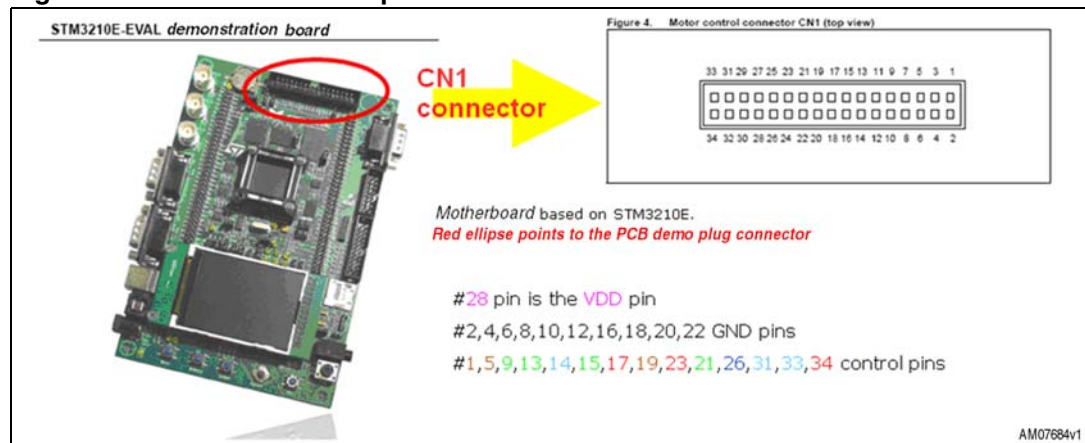 STM3210E-EVAL demonstration board
CN1
connector
Figure 4. Motor control connector CN1 (top view)
33 31 29 27 25 23 21 19 17 15 13 11 9 7 5 3 1
34 32 30 28 26 24 22 20 18 16 14 12 10 8 6 4 2
Motherboard based on STM3210E.
Red ellipse points to the PCB demo plug connector
#28 pin is the VDD pin
#2,4,6,8,10,12,16,18,20,22 GND pins
#1,5,9,13,14,15,17,19,23,21,26,31,33,34 control pins
AM07684v1